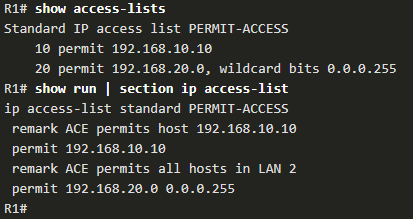 R1# show access-lists
Standard IP access list PERMIT-ACCESS
    10 permit 192.168.10.10
    20 permit 192.168.20.0, wildcard bits 0.0.0.255
R1# show run | section ip access-list
ip access-list standard PERMIT-ACCESS
 remark ACE permits host 192.168.10.10
 permit 192.168.10.10
 remark ACE permits all hosts in LAN 2
 permit 192.168.20.0 0.0.0.255
R1#